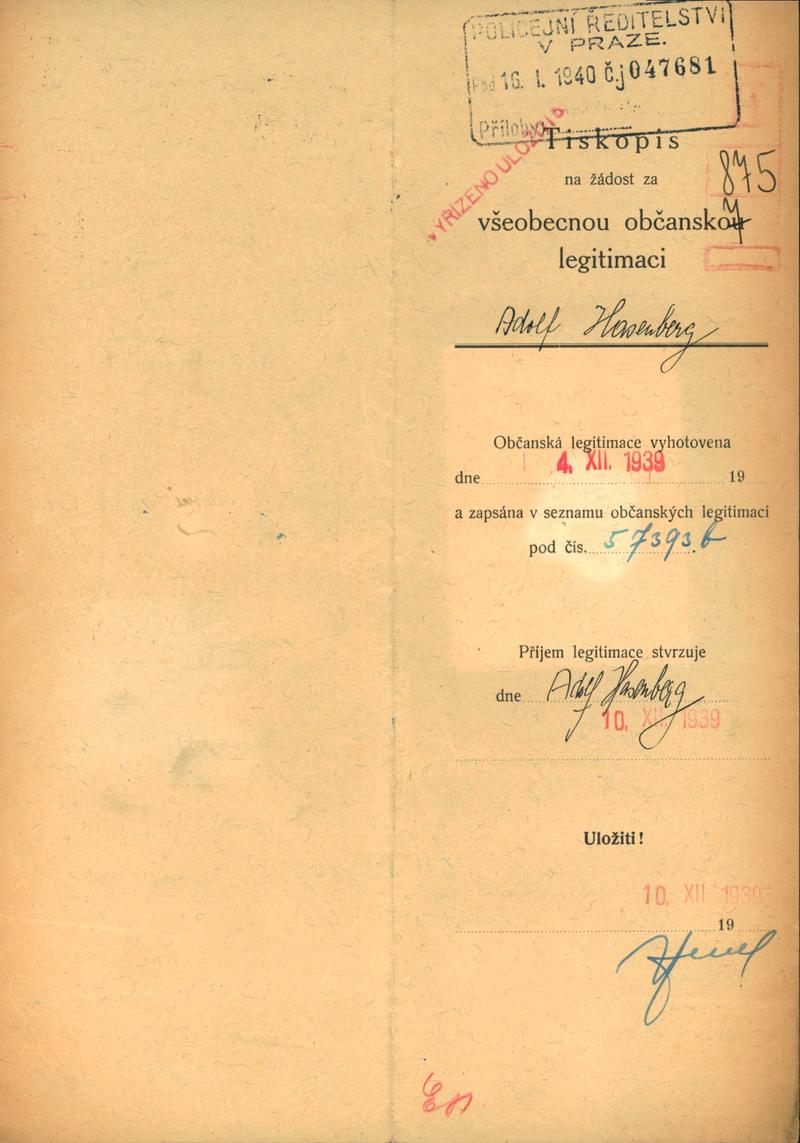 POLICEJNÍ ŘEDITELSTVÍ
V PRAZE.
Pod 16. I. 1940 č.j 047681
Přílohy
VYŘÍZENO ULOŽITI
Tiskopis
875
na žádost za
všeobecnou občanskou
legitimaci
Adolf Hasenberg
Občanská legitimace vyhotovena
4. XII. 1939
dne 19
a zapsána v seznamu občanských legitimací
pod čís. 57393.b
Příjem legitimace stvrzuje
dne Adolf Hasenberg
10. XII. 1939
Uložiti!
10. XII 1939
19